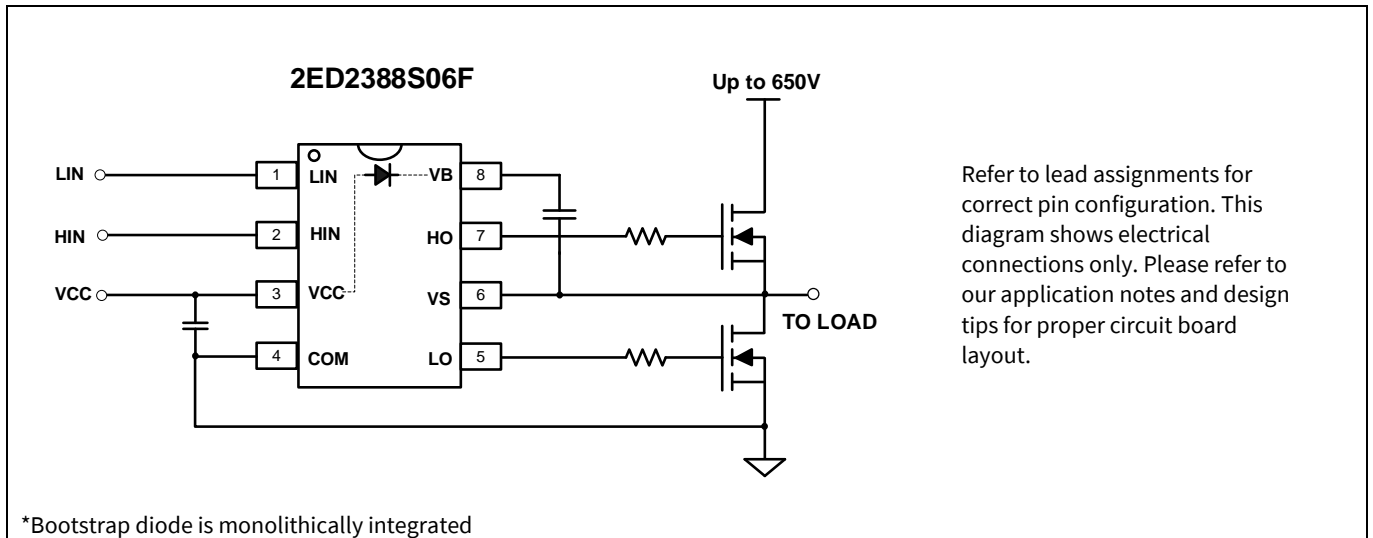 2ED2388S06F
Up to 650V
LIN
1
LIN
VB
8
HIN
2
HIN
HO
7
VCC
3
VCC
VS
6
TO LOAD
4
COM
LO
5
Refer to lead assignments for
correct pin configuration. This
diagram shows electrical
connections only. Please refer to
our application notes and design
tips for proper circuit board
layout.
*Bootstrap diode is monolithically integrated